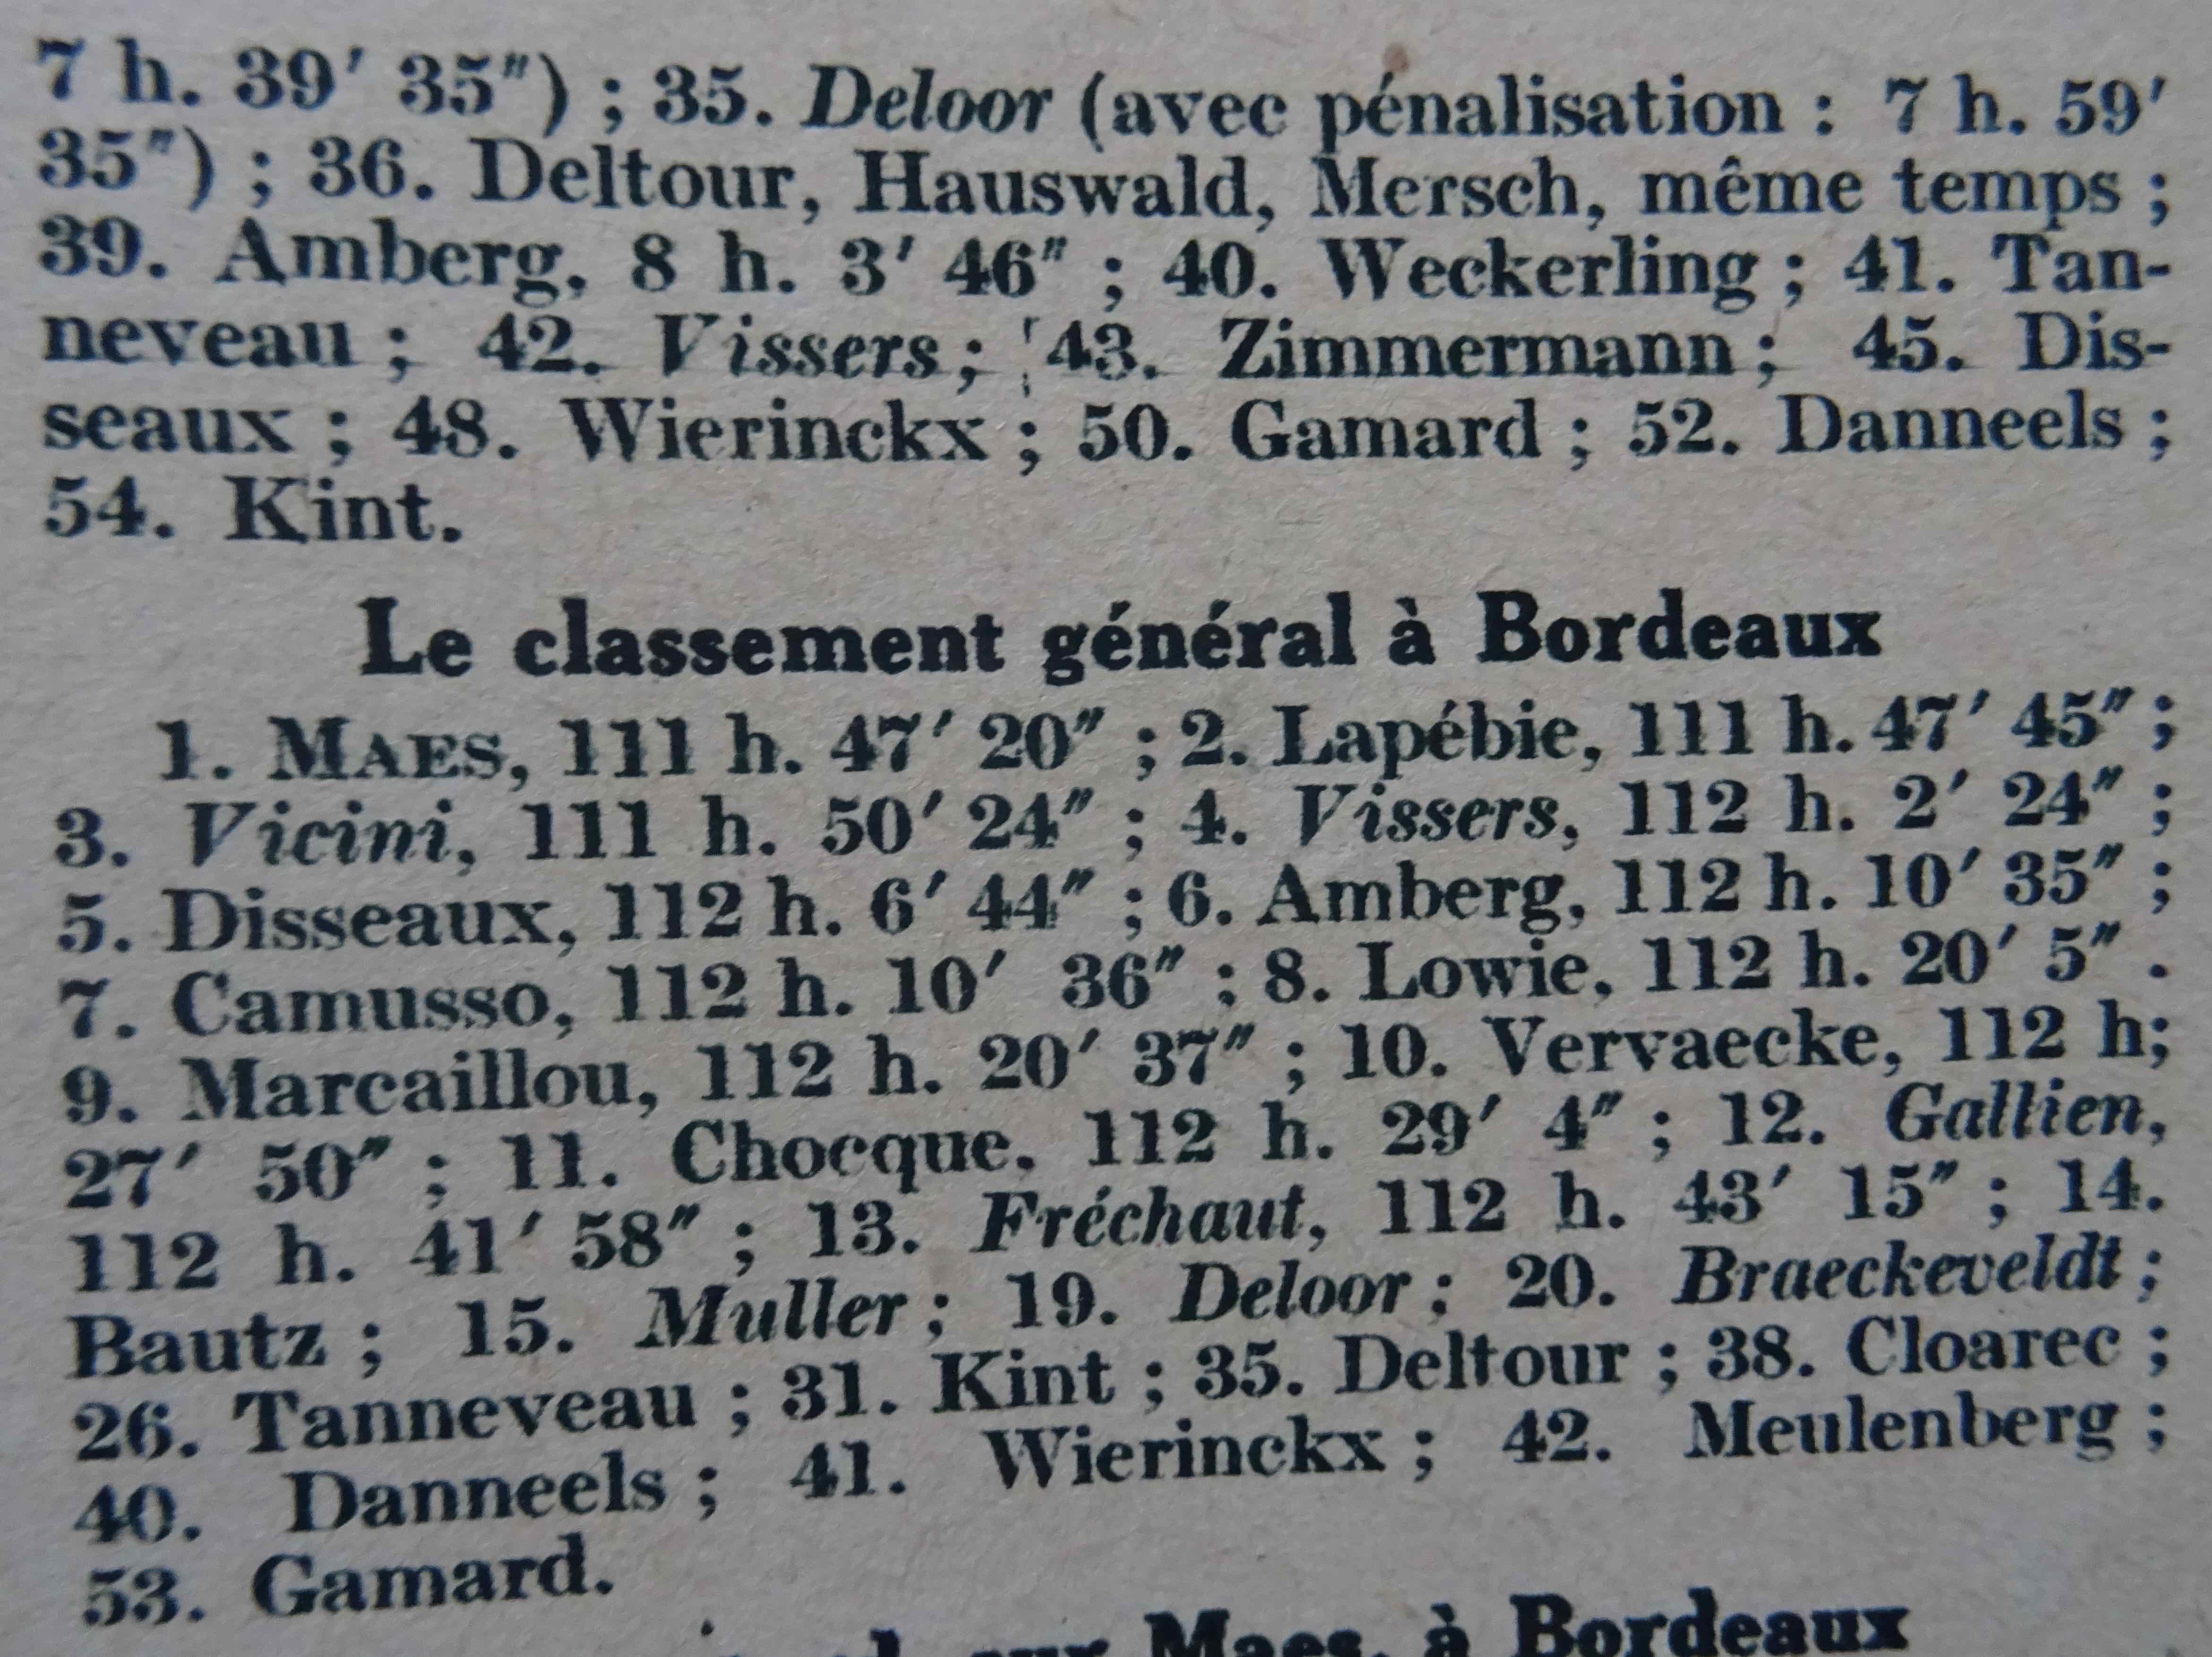 7 h. 39′ 35″) ; 35. Deloor (avec pénalisation : 7 h. 59′
35″) ; 36. Deltour, Hauswald, Mersch, même temps ;
39. Amberg, 8 h. 3′ 46″ ; 40. Weckerling ; 41. Tan-
neveau ; 42. Vissers ; 43. Zimmermann ; 45. Dis-
seaux ; 48. Wierinckx ; 50. Gamard ; 52. Danneels ;
54. Kint.
Le classement général à Bordeaux
1. MAES, 111 h. 47′ 20″ ; 2. Lapébie, 111 h. 47′ 45″ ;
3. Vicini, 111 h. 50′ 24″ ; 4. Vissers, 112 h. 2′ 24″ ;
5. Disseaux, 112 h. 6′ 44″ ; 6. Amberg, 112 h. 10′ 35″ ;
7. Camusso, 112 h. 10′ 36″ ; 8. Lowie, 112 h. 20′ 5″ .
9. Marcaillou, 112 h. 20′ 37″ ; 10. Vervaecke, 112 h;
27′ 50″ ; 11. Chocque, 112 h. 29′ 4″ ; 12. Gallien,
112 h. 41′ 58″ ; 13. Fréchaut, 112 h. 43′ 15″ ; 14.
Bautz ; 15. Muller ; 19. Deloor ; 20. Braeckeveldt ;
26. Tanneveau ; 31. Kint ; 35. Deltour ; 38. Cloarec ;
40. Danneels ; 41. Wierinckx ; 42. Meulenberg ;
53. Gamard.
sur Maes, à Bordeaux